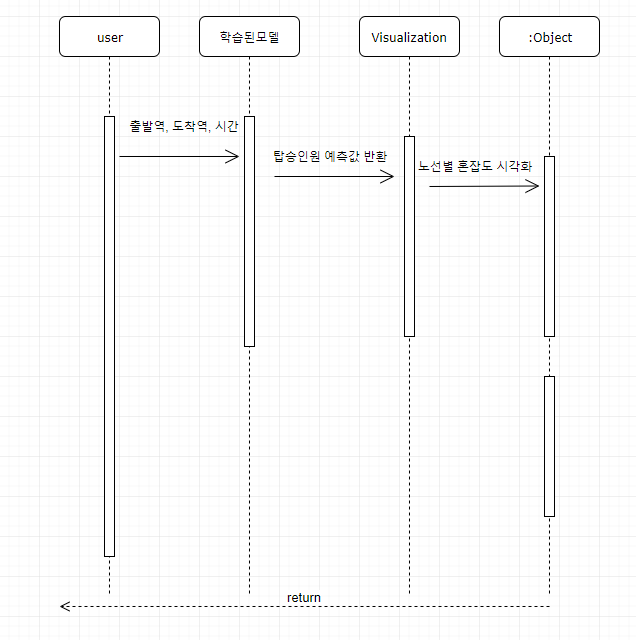 user
학습된모델
Visualization
:Object
출발역, 도착역, 시간
탑승인원 예측값 반환
노선별 혼잡도 시각화
return